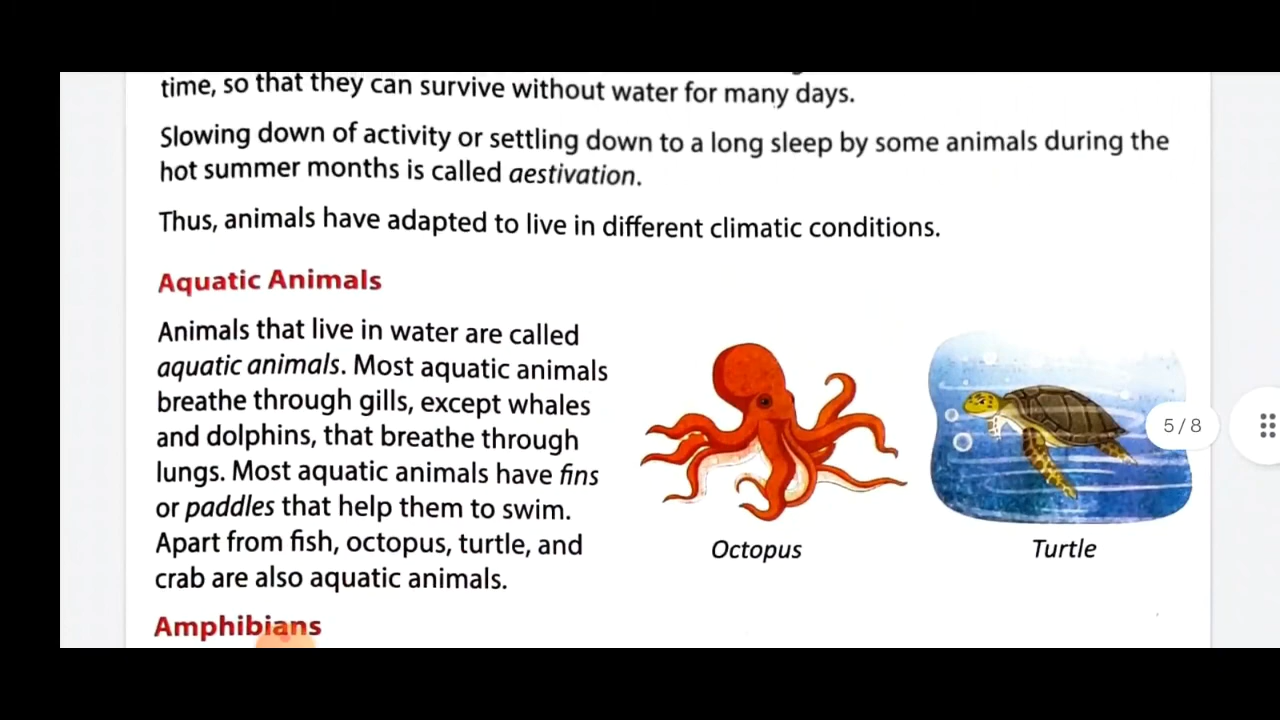 time, so that they can survive without water for many days.
Slowing down of activity or settling down to a long sleep by some animals during the
hot summer months is called aestivation.
Thus, animals have adapted to live in different climatic conditions.
Aquatic Animals
Animals that live in water are called
aquatic animals. Most aquatic animals
breathe through gills, except whales
and dolphins, that breathe through
lungs. Most aquatic animals have fins
or paddles that help them to swim.
Apart from fish, octopus, turtle, and
crab are also aquatic animals.
Octopus
Turtle
5 / 8
Amphibians